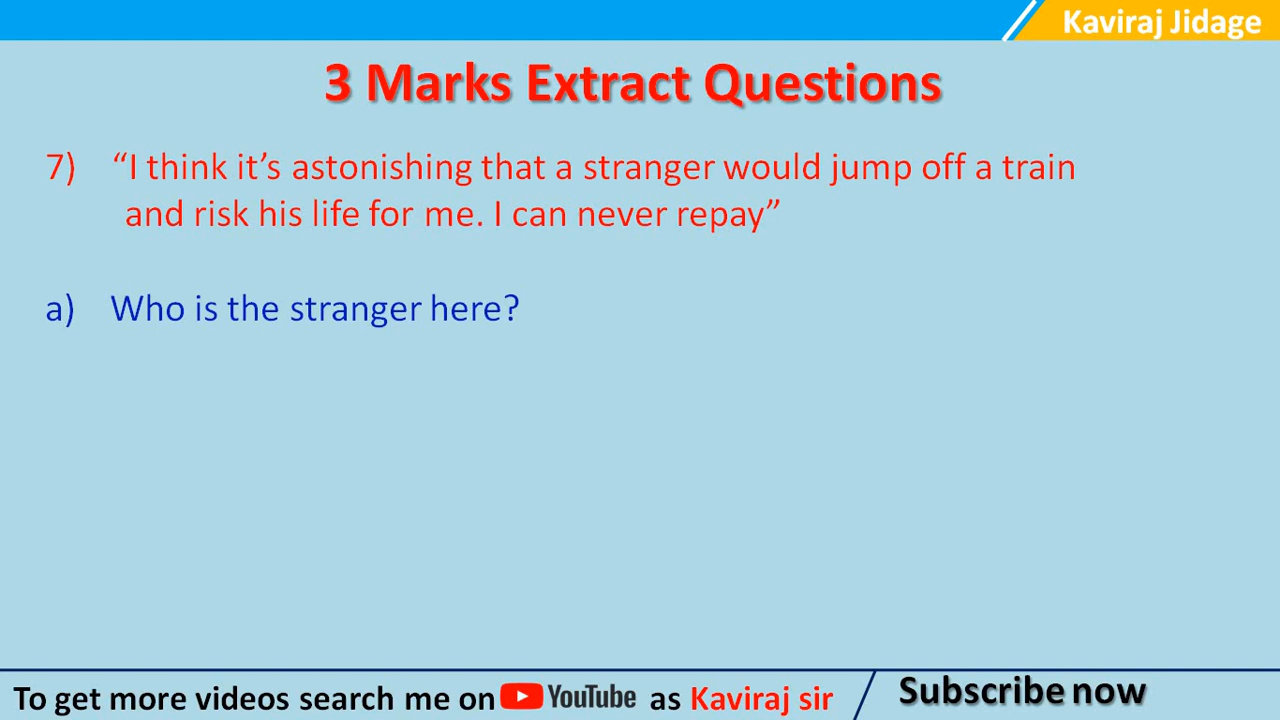 Kaviraj Jidage
3 Marks Extract Questions
7) “I think it’s astonishing that a stranger would jump off a train
and risk his life for me. I can never repay”
a) Who is the stranger here?
To get more videos search me on YouTube as Kaviraj sir
Subscribe now